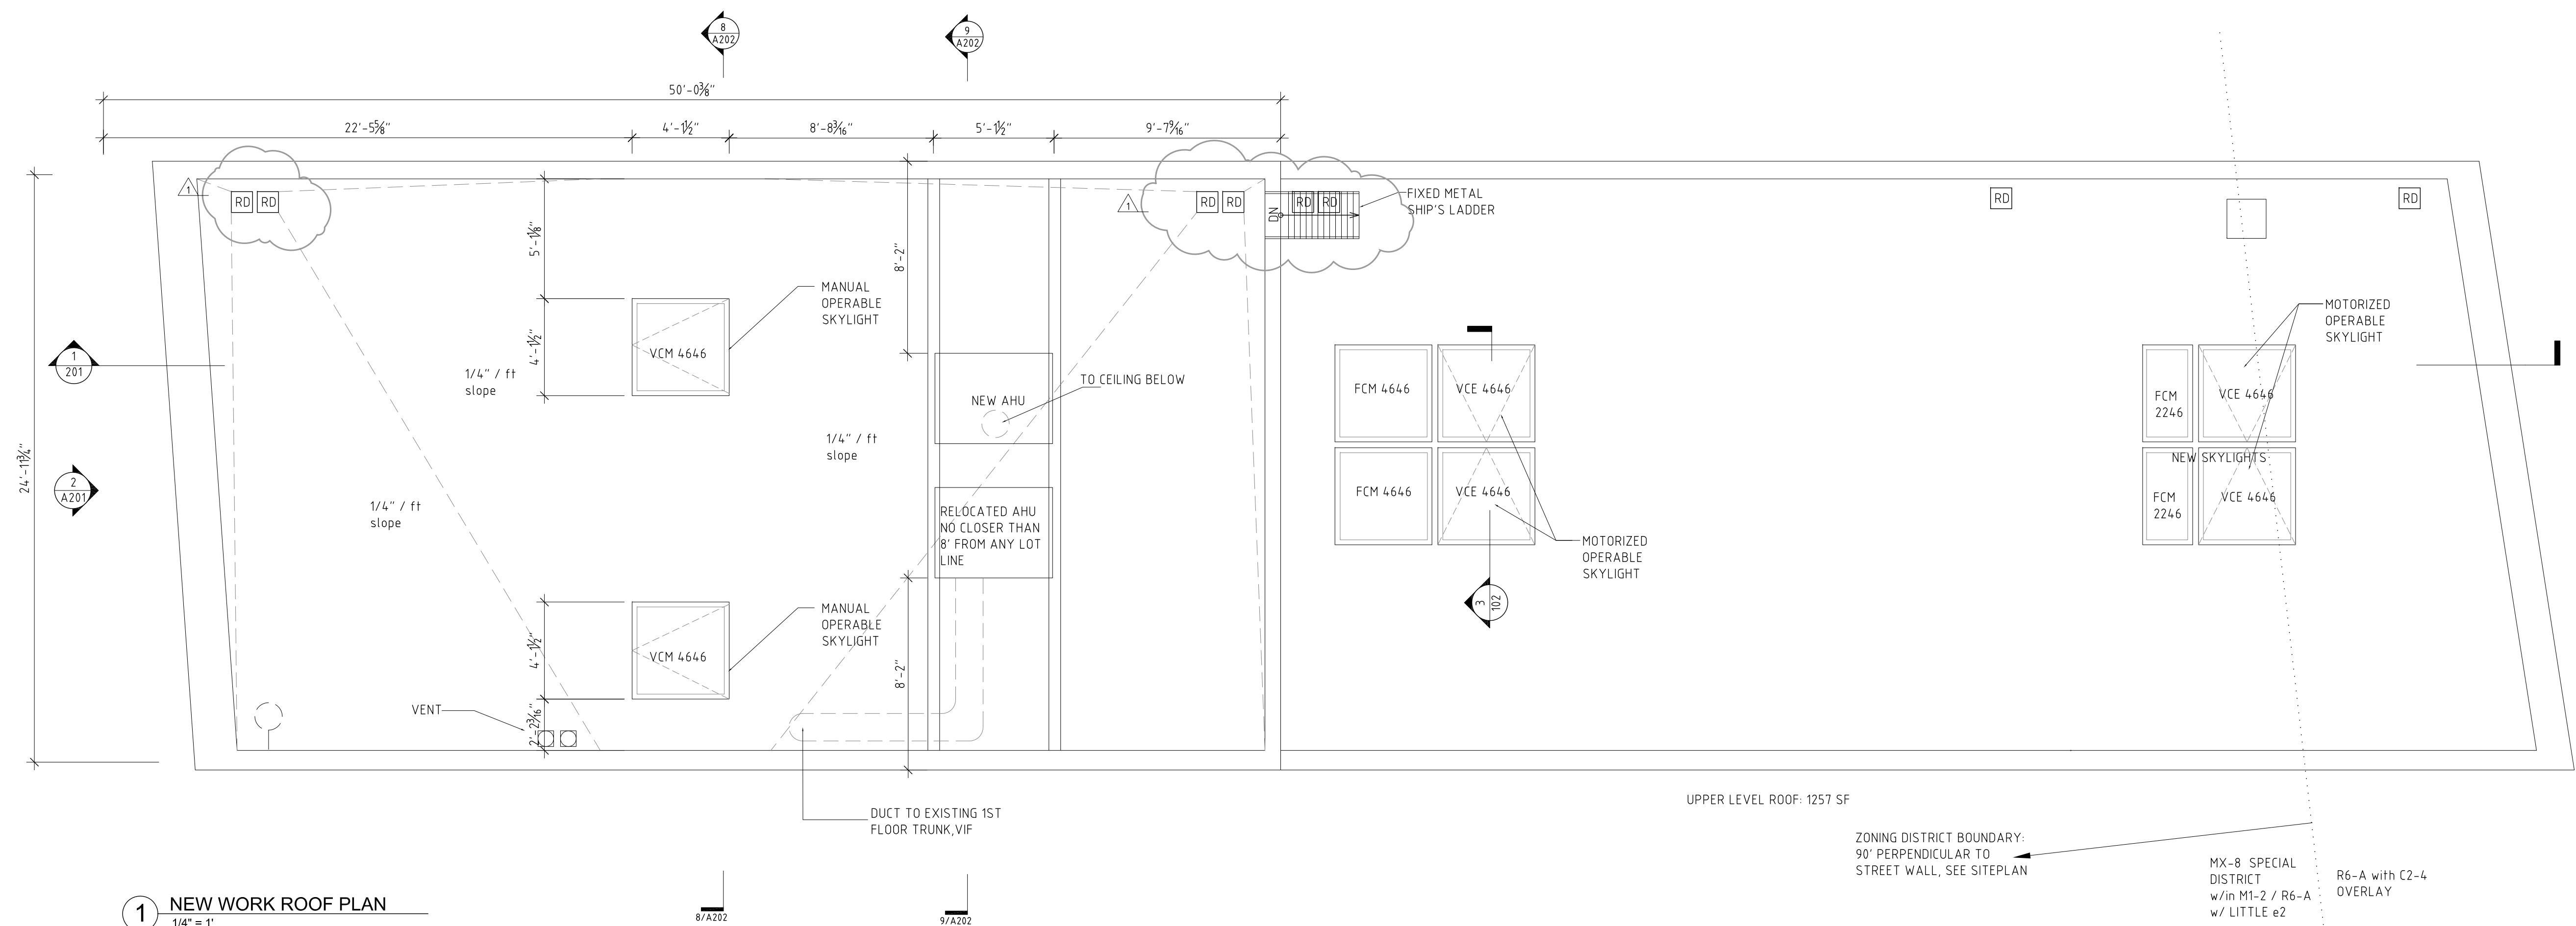 8
A202
9
A202
50'-0⅜"
22'-5⅝"
4'-1½"
8'-8³⁄₁₆"
5'-1½"
9'-7⁹⁄₁₆"
1
RD
RD
1
RD
RD
DN
RD
RD
FIXED METAL
SHIP'S LADDER
RD
RD
5'-1⅛"
8'-2"
MANUAL
OPERABLE
SKYLIGHT
MOTORIZED
OPERABLE
SKYLIGHT
1
201
4'-1½"
VCM 4646
1/4" / ft
slope
TO CEILING BELOW
NEW AHU
FCM 4646
VCE 4646
FCM
2246
VCE 4646
24'-11¾"
1/4" / ft
slope
NEW SKYLIGHTS
2
A201
1/4" / ft
slope
RELOCATED AHU
NO CLOSER THAN
8' FROM ANY LOT
LINE
FCM 4646
VCE 4646
FCM
2246
VCE 4646
MOTORIZED
OPERABLE
SKYLIGHT
3
102
4'-1½"
VCM 4646
MANUAL
OPERABLE
SKYLIGHT
8'-2"
VENT
2'-2³⁄₁₆"
DUCT TO EXISTING 1ST
FLOOR TRUNK,VIF
UPPER LEVEL ROOF: 1257 SF
ZONING DISTRICT BOUNDARY:
90' PERPENDICULAR TO
STREET WALL, SEE SITEPLAN
MX-8 SPECIAL
DISTRICT
w/in M1-2 / R6-A
w/ LITTLE e2
R6-A with C2-4
OVERLAY
1
NEW WORK ROOF PLAN
1/4" = 1'
8/A202
9/A202